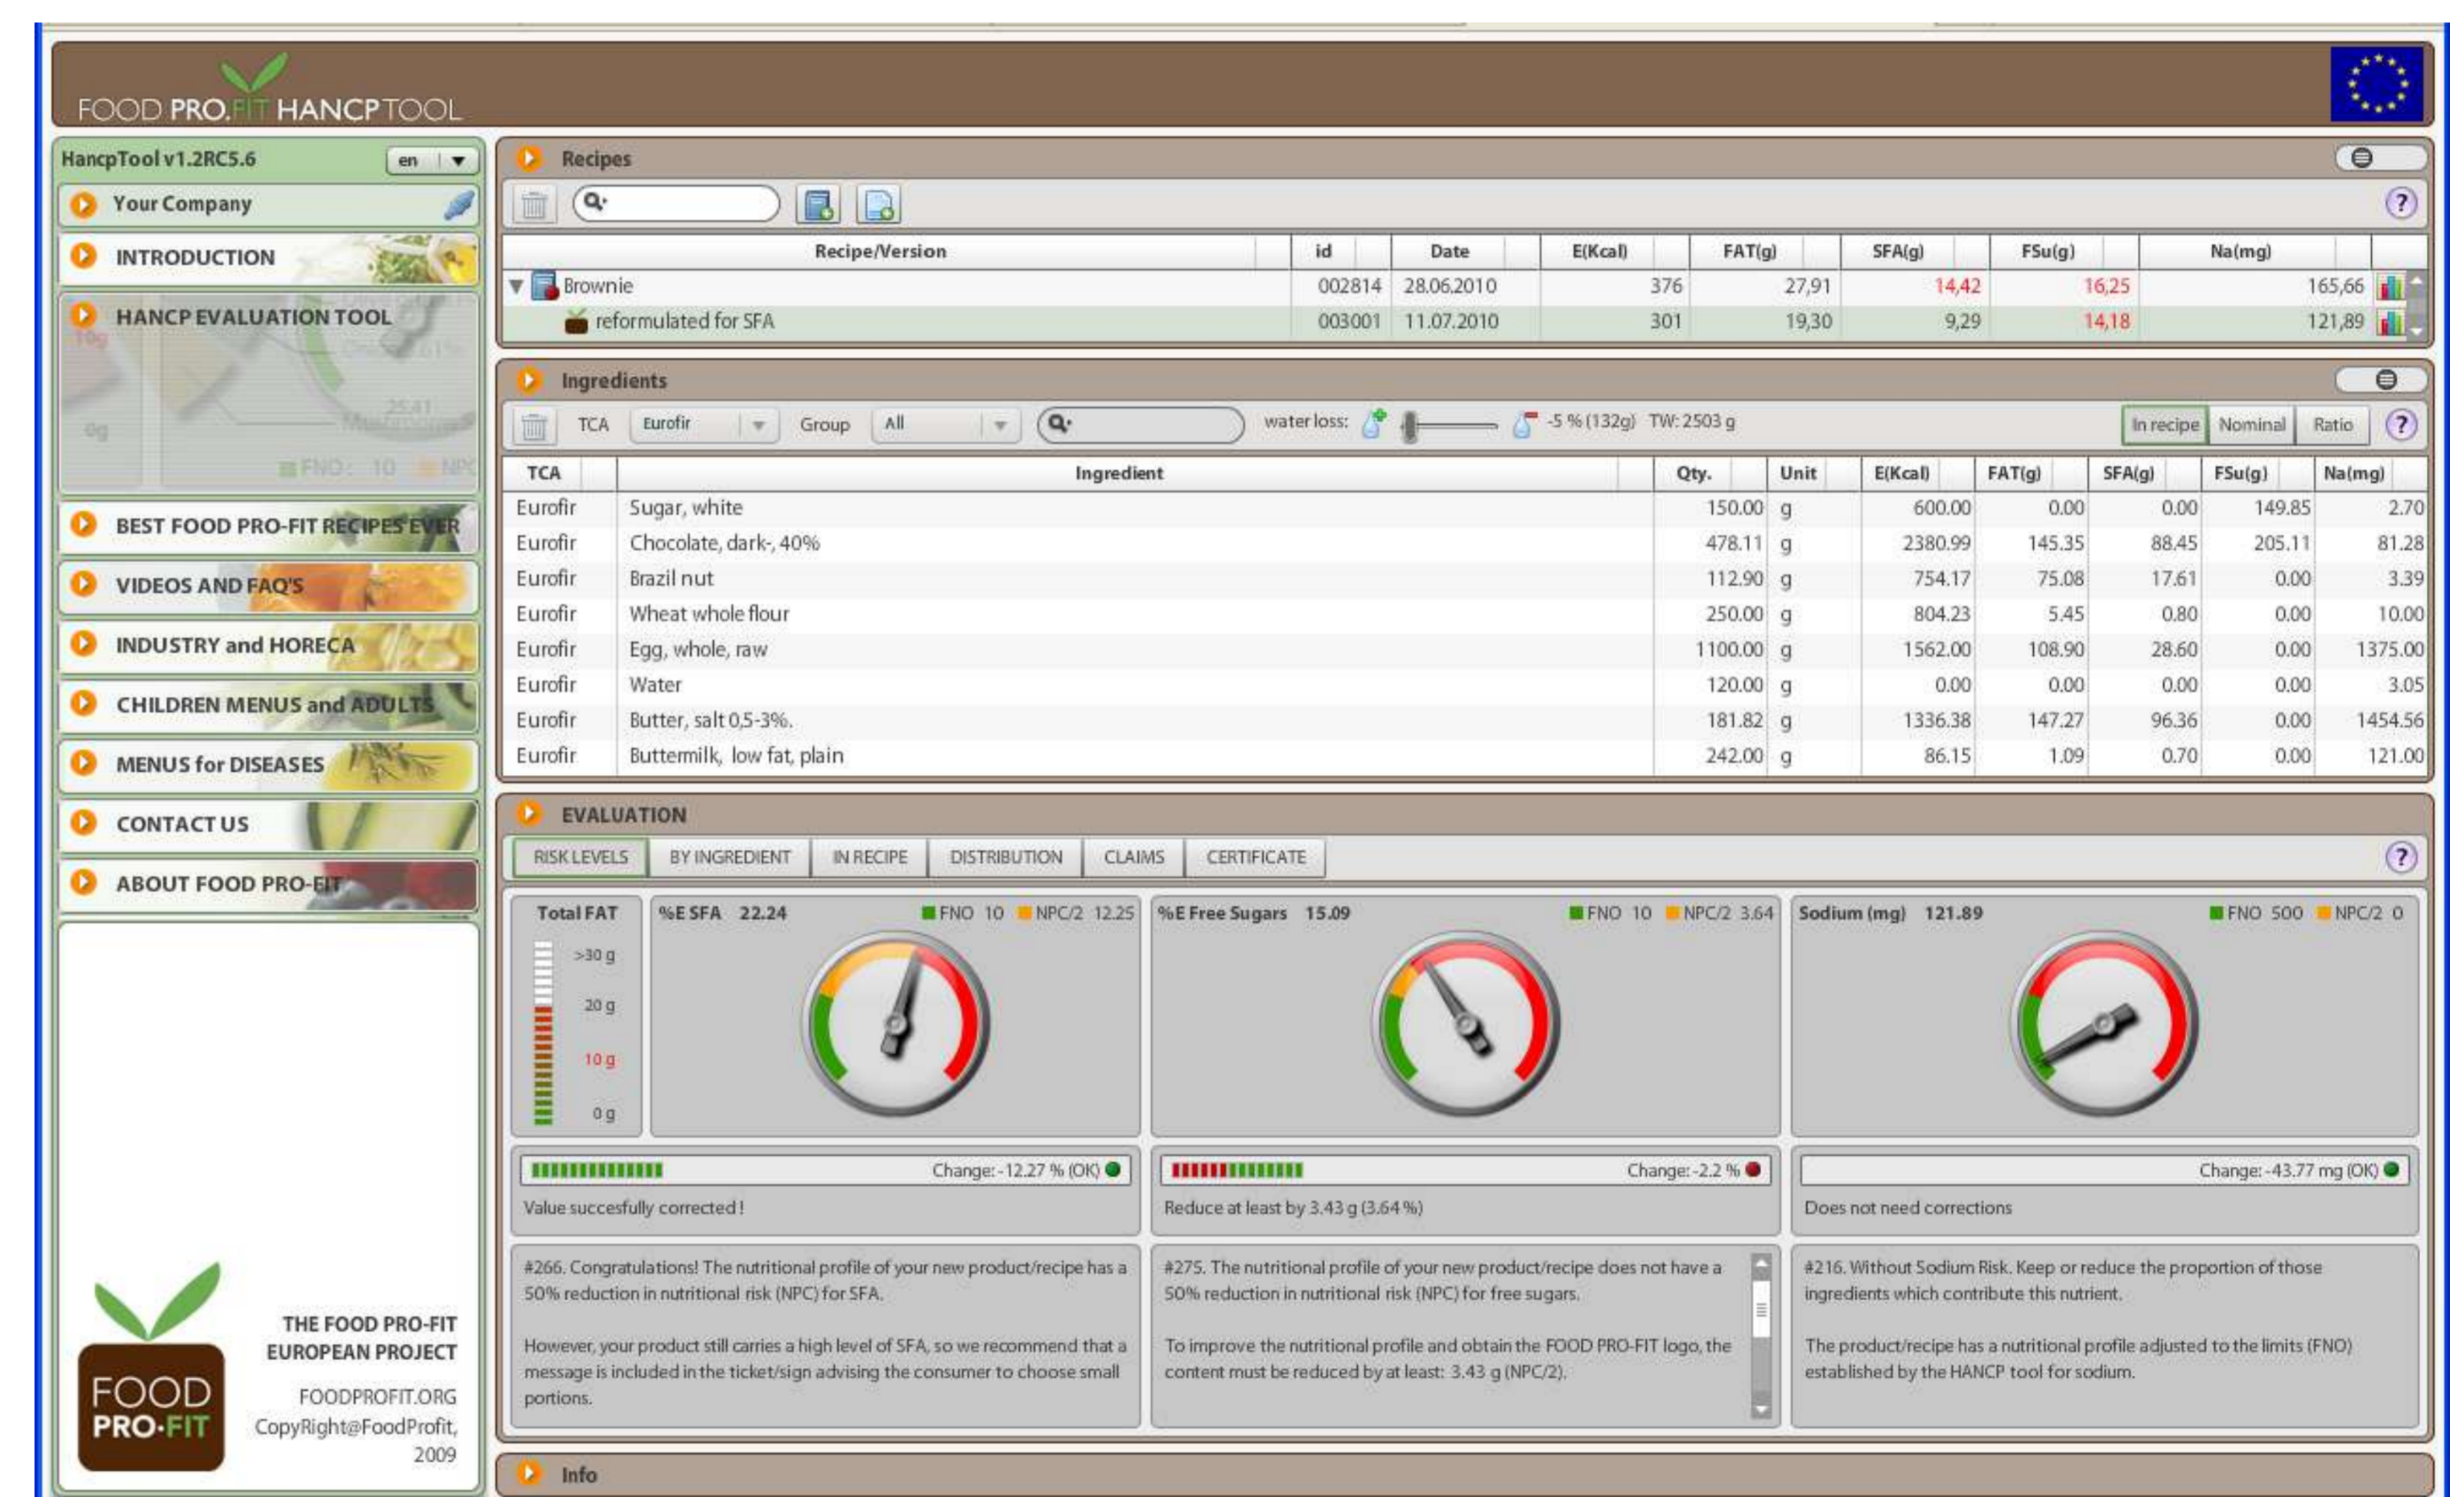 FOOD PRO.FIT HANCPTOOL
HancpTool v1.2RC5.6
en
Your Company
INTRODUCTION
HANCP EVALUATION TOOL
10g
0g
25.41
FNO: 10 NPC
BEST FOOD PRO-FIT RECIPES EVER
VIDEOS AND FAQ'S
INDUSTRY and HORECA
CHILDREN MENUS and ADULTS
MENUS for DISEASES
CONTACT US
ABOUT FOOD PRO-FIT
FOOD
PRO·FIT
THE FOOD PRO-FIT
EUROPEAN PROJECT
FOODPROFIT.ORG
CopyRight@FoodProfit,
2009
Recipes
?
Recipe/Version id Date E(Kcal) FAT(g) SFA(g) FSu(g) Na(mg)
Brownie 002814 28.06.2010 376 27,91 14,42 16,25 165,66
reformulated for SFA 003001 11.07.2010 301 19,30 9,29 14,18 121,89
Ingredients
TCA Eurofir Group All water loss: -5 % (132g) TW: 2503 g In recipe Nominal Ratio ?
TCA Ingredient Qty. Unit E(Kcal) FAT(g) SFA(g) FSu(g) Na(mg)
Eurofir Sugar, white 150.00 g 600.00 0.00 0.00 149.85 2.70
Eurofir Chocolate, dark-, 40% 478.11 g 2380.99 145.35 88.45 205.11 81.28
Eurofir Brazil nut 112.90 g 754.17 75.08 17.61 0.00 3.39
Eurofir Wheat whole flour 250.00 g 804.23 5.45 0.80 0.00 10.00
Eurofir Egg, whole, raw 1100.00 g 1562.00 108.90 28.60 0.00 1375.00
Eurofir Water 120.00 g 0.00 0.00 0.00 0.00 3.05
Eurofir Butter, salt 0,5-3%. 181.82 g 1336.38 147.27 96.36 0.00 1454.56
Eurofir Buttermilk, low fat, plain 242.00 g 86.15 1.09 0.70 0.00 121.00
EVALUATION
RISK LEVELS BY INGREDIENT IN RECIPE DISTRIBUTION CLAIMS CERTIFICATE ?
Total FAT
>30 g
20 g
10 g
0 g
%E SFA 22.24 FNO 10 NPC/2 12.25
%E Free Sugars 15.09 FNO 10 NPC/2 3.64
Sodium (mg) 121.89 FNO 500 NPC/2 0
Change: -12.27 % (OK)
Value succesfully corrected !
Change: -2.2 %
Reduce at least by 3.43 g (3.64 %)
Change: -43.77 mg (OK)
Does not need corrections
#266. Congratulations! The nutritional profile of your new product/recipe has a
50% reduction in nutritional risk (NPC) for SFA.
However, your product still carries a high level of SFA, so we recommend that a
message is included in the ticket/sign advising the consumer to choose small
portions.
#275. The nutritional profile of your new product/recipe does not have a
50% reduction in nutritional risk (NPC) for free sugars.
To improve the nutritional profile and obtain the FOOD PRO-FIT logo, the
content must be reduced by at least: 3.43 g (NPC/2).
#216. Without Sodium Risk. Keep or reduce the proportion of those
ingredients which contribute this nutrient.
The product/recipe has a nutritional profile adjusted to the limits (FNO)
established by the HANCP tool for sodium.
Info